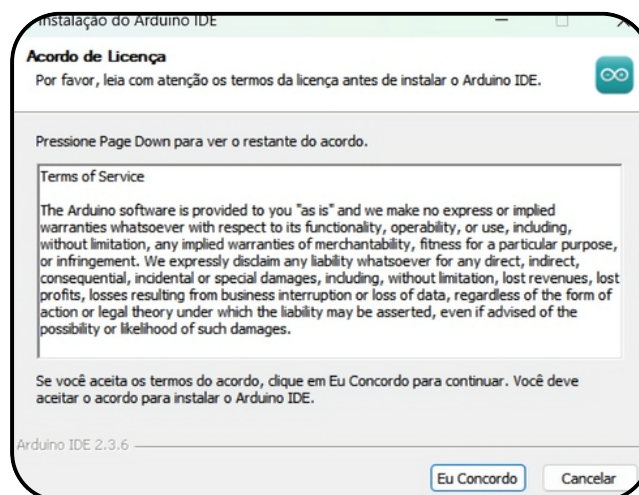 Instalação do Arduino IDE
Acordo de Licença
Por favor, leia com atenção os termos da licença antes de instalar o Arduino IDE.
Pressione Page Down para ver o restante do acordo.
Terms of Service
The Arduino software is provided to you "as is" and we make no express or implied
warranties whatsoever with respect to its functionality, operability, or use, including,
without limitation, any implied warranties of merchantability, fitness for a particular purpose,
or infringement. We expressly disclaim any liability whatsoever for any direct, indirect,
consequential, incidental or special damages, including, without limitation, lost revenues, lost
profits, losses resulting from business interruption or loss of data, regardless of the form of
action or legal theory under which the liability may be asserted, even if advised of the
possibility or likelihood of such damages.
Se você aceita os termos do acordo, clique em Eu Concordo para continuar. Você deve
aceitar o acordo para instalar o Arduino IDE.
Arduino IDE 2.3.6
Eu Concordo
Cancelar